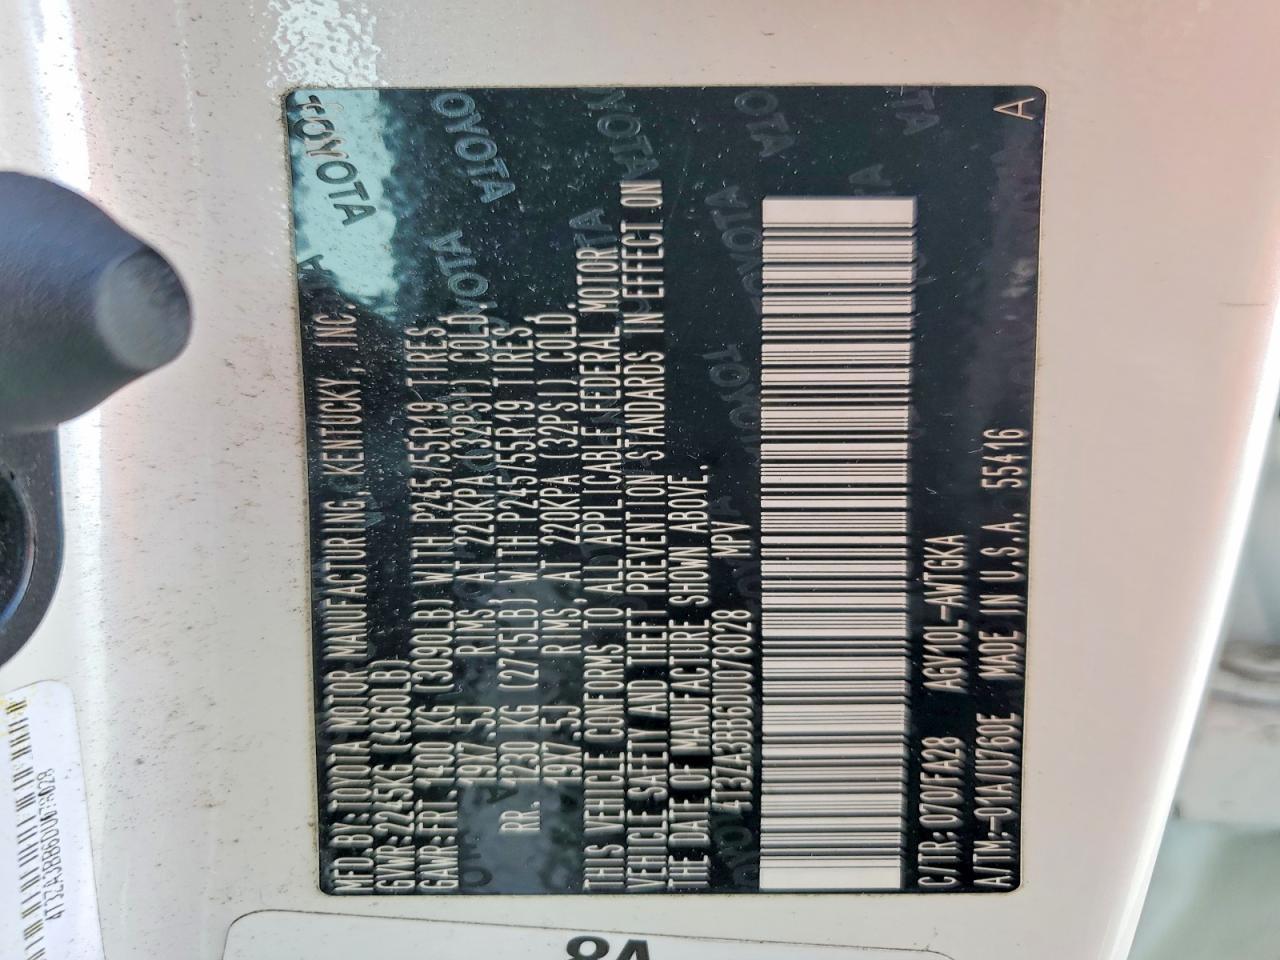 MFD.BY:TOYOTA MOTOR MANUFACTURING, KENTUCKY, INC.
GVWR:2245KG (4960LB)
GAWR:FRT.1400 KG (3090LB) WITH P245/55R19 TIRES
19X7.5J RIMS, AT 220KPA (32PSI) COLD.
RR. 1230 KG (2715LB) WITH P245/55R19 TIRES
19X7.5J RIMS, AT 220KPA (32PSI) COLD.
THIS VEHICLE CONFORMS TO ALL APPLICABLE FEDERAL MOTOR
VEHICLE SAFETY AND THEFT PREVENTION STANDARDS IN EFFECT ON
THE DATE OF MANUFACTURE SHOWN ABOVE.
4T3ZA3BB6DU078028 MPV
C/TR:070/FA28 AGV10L-AWTGKA
A/TM:-01A/U760E MADE IN U.S.A. 55416
A
TOYOTA
TOYOTA
4T3ZA3BB6DU078028
8A